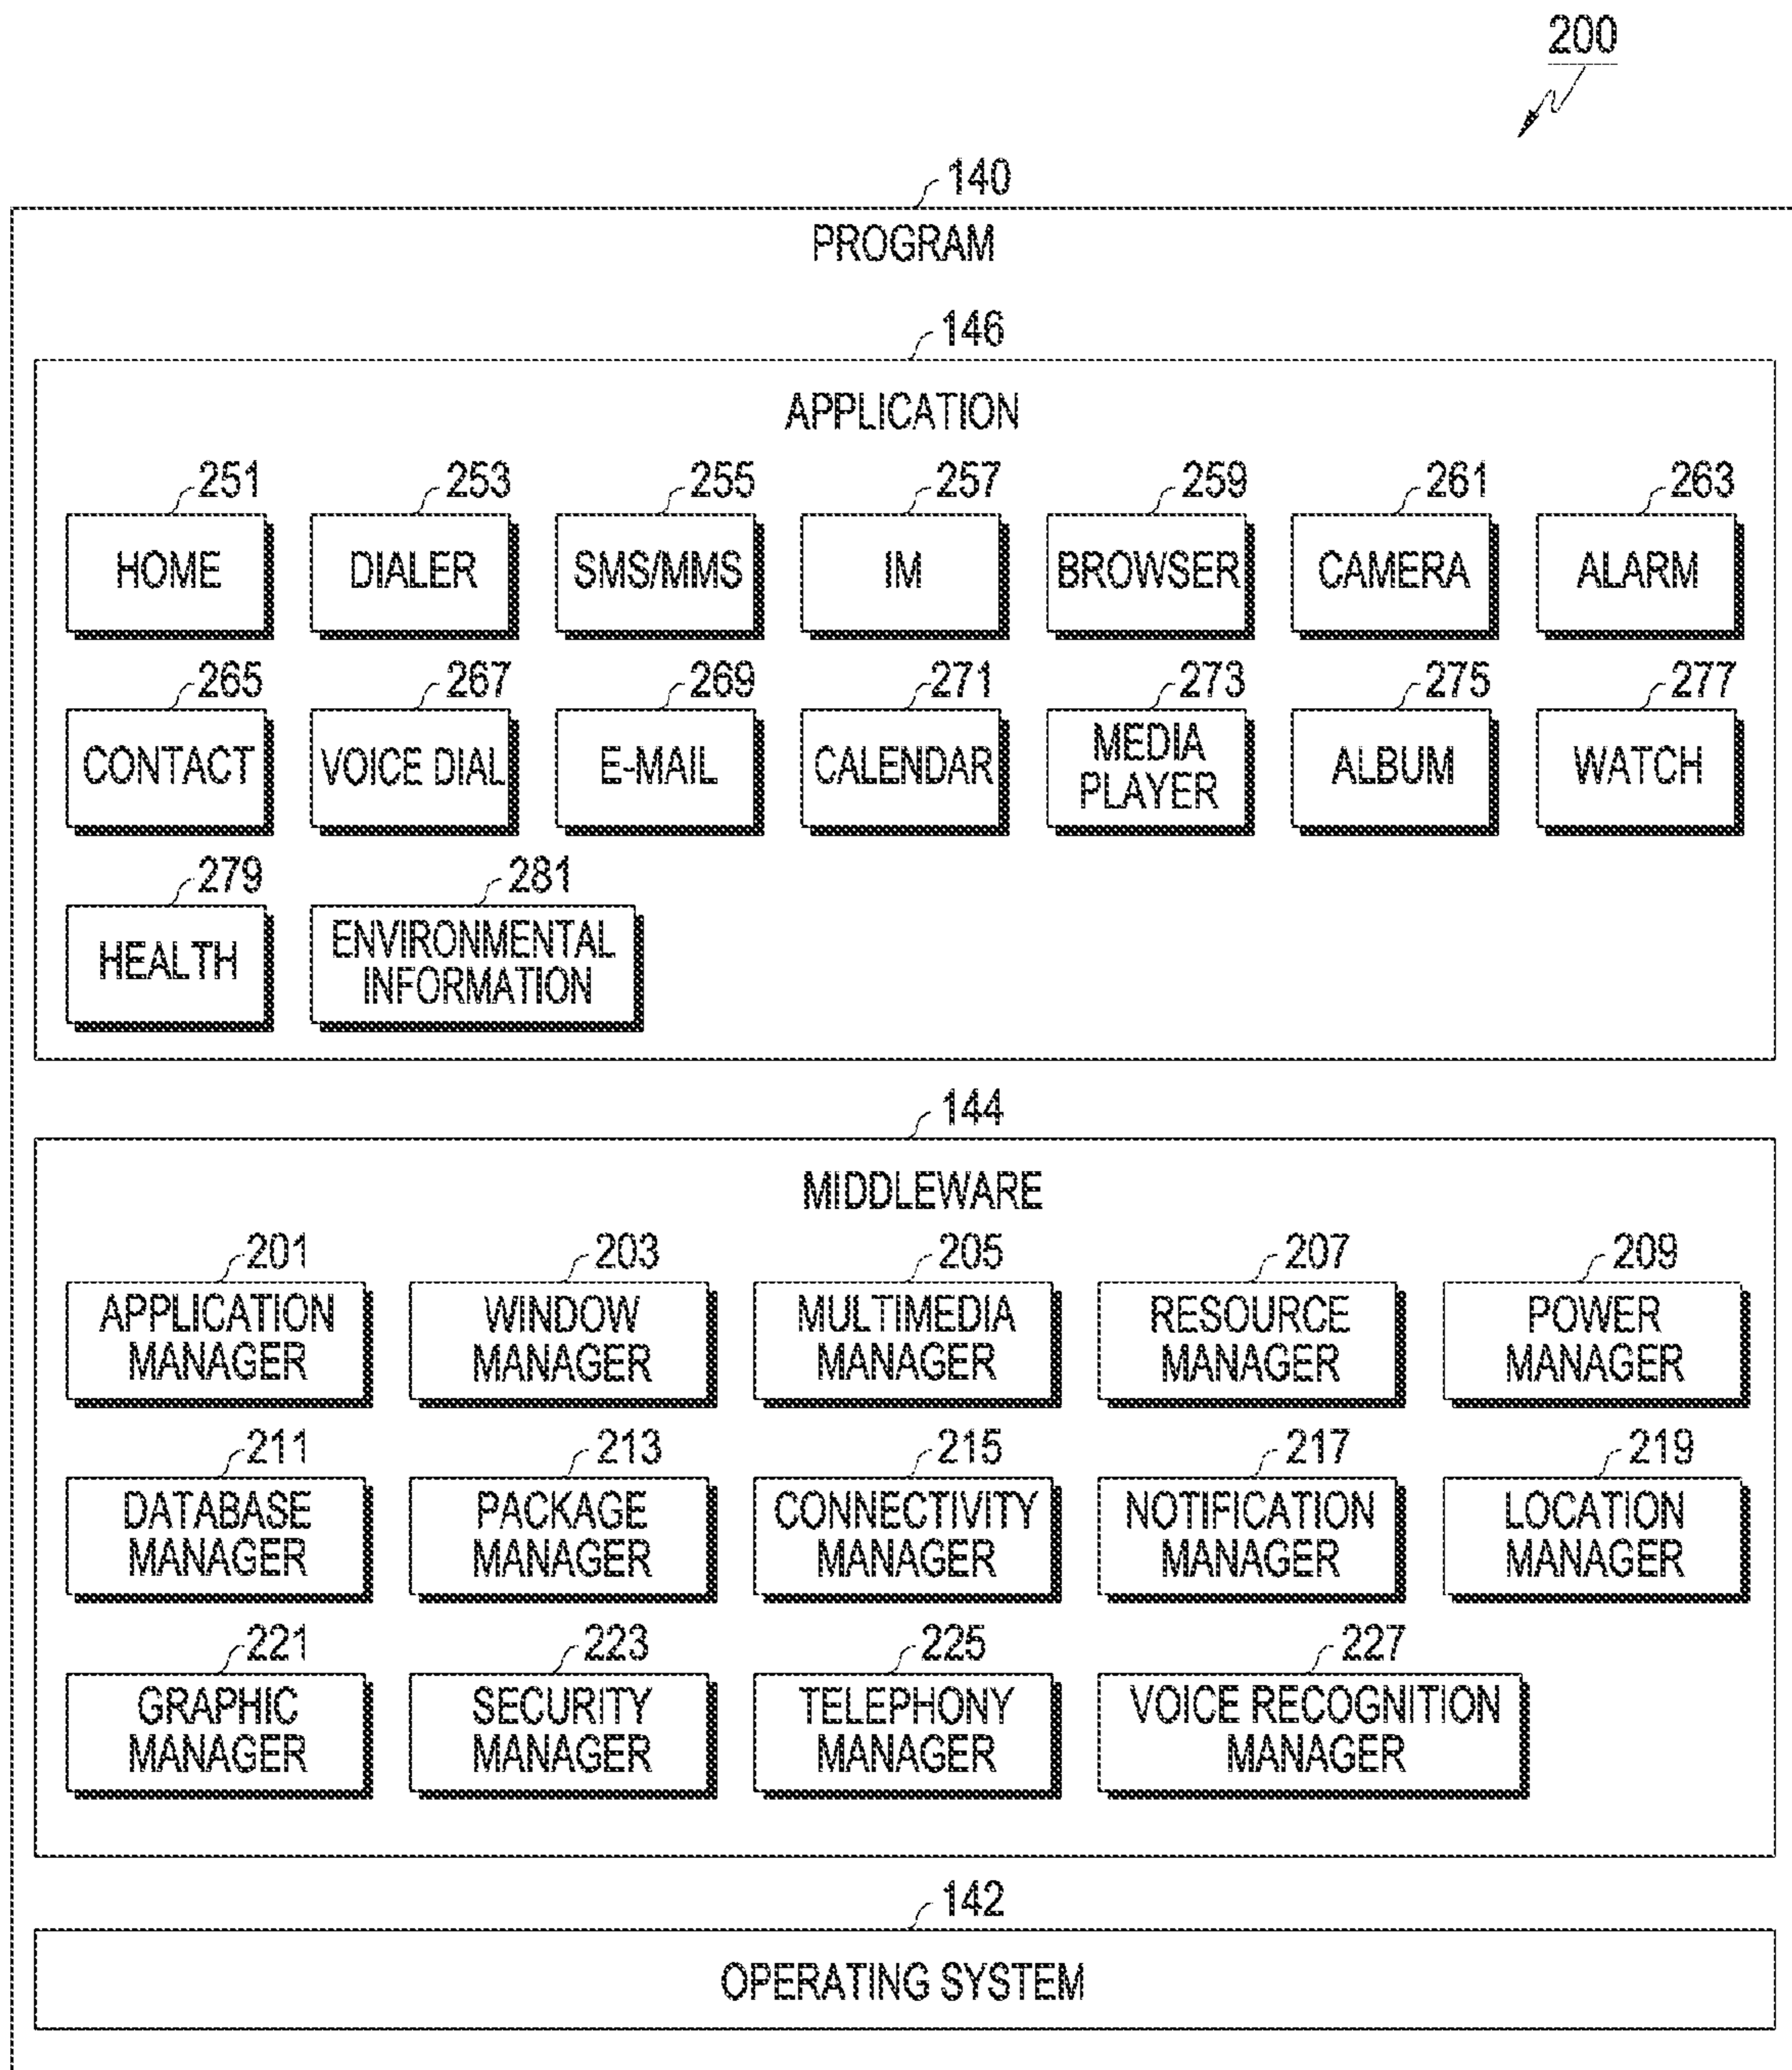 200
140
PROGRAM
146
APPLICATION
251 253 255 257 259 261 263
HOME DIALER SMS/MMS IM BROWSER CAMERA ALARM
265 267 269 271 273 275 277
CONTACT VOICE DIAL E-MAIL CALENDAR MEDIA PLAYER ALBUM WATCH
279 281
HEALTH ENVIRONMENTAL INFORMATION
144
MIDDLEWARE
201 203 205 207 209
APPLICATION MANAGER WINDOW MANAGER MULTIMEDIA MANAGER RESOURCE MANAGER POWER MANAGER
211 213 215 217 219
DATABASE MANAGER PACKAGE MANAGER CONNECTIVITY MANAGER NOTIFICATION MANAGER LOCATION MANAGER
221 223 225 227
GRAPHIC MANAGER SECURITY MANAGER TELEPHONY MANAGER VOICE RECOGNITION MANAGER
142
OPERATING SYSTEM